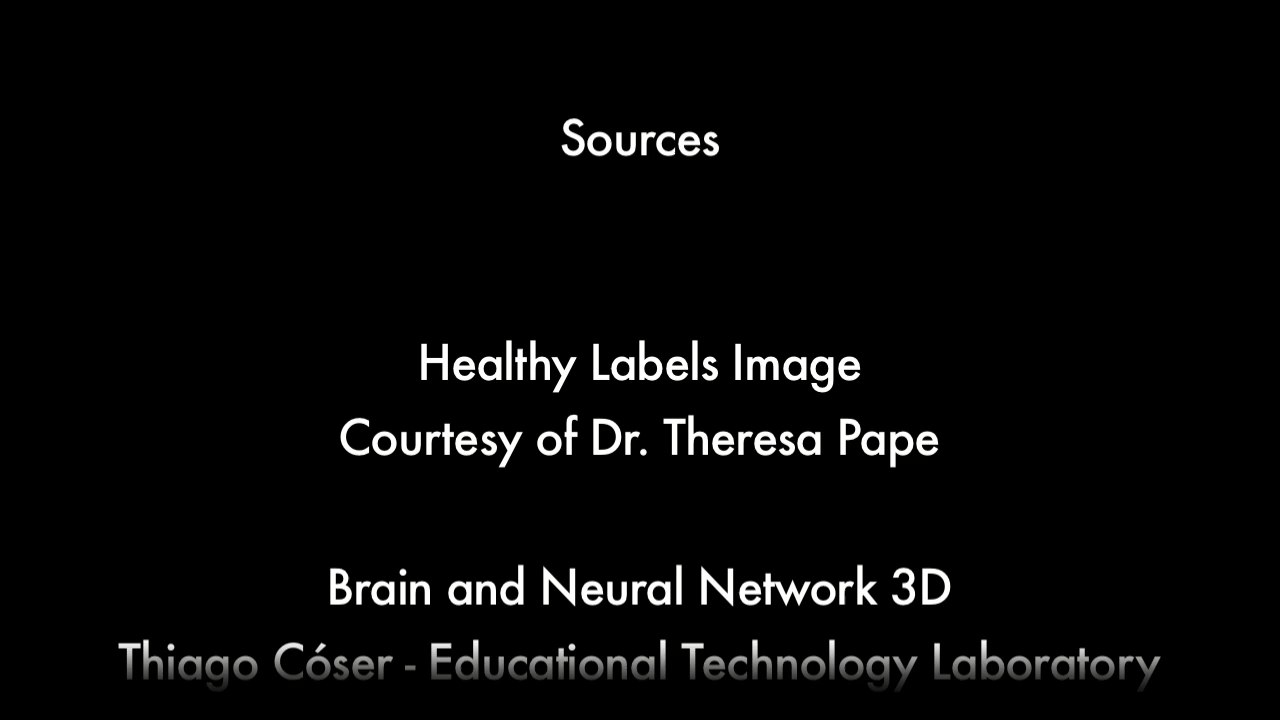 Sources
Healthy Labels Image
Courtesy of Dr. Theresa Pape
Brain and Neural Network 3D
Thiago Cóser - Educational Technology Laboratory